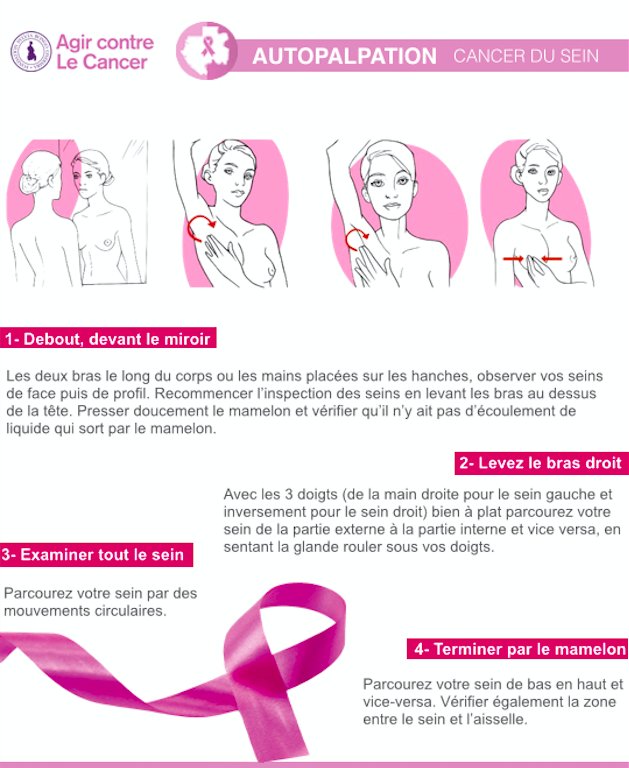 Agir contre
Le Cancer
AUTOPALPATION CANCER DU SEIN
1- Debout, devant le miroir
Les deux bras le long du corps ou les mains placées sur les hanches, observer vos seins
de face puis de profil. Recommencer l’inspection des seins en levant les bras au dessus
de la tête. Presser doucement le mamelon et vérifier qu’il n’y ait pas d’écoulement de
liquide qui sort par le mamelon.
2- Levez le bras droit
Avec les 3 doigts (de la main droite pour le sein gauche et
inversement pour le sein droit) bien à plat parcourez votre
sein de la partie externe à la partie interne et vice versa, en
sentant la glande rouler sous vos doigts.
3- Examiner tout le sein
Parcourez votre sein par des
mouvements circulaires.
4- Terminer par le mamelon
Parcourez votre sein de bas en haut et
vice-versa. Vérifier également la zone
entre le sein et l’aisselle.